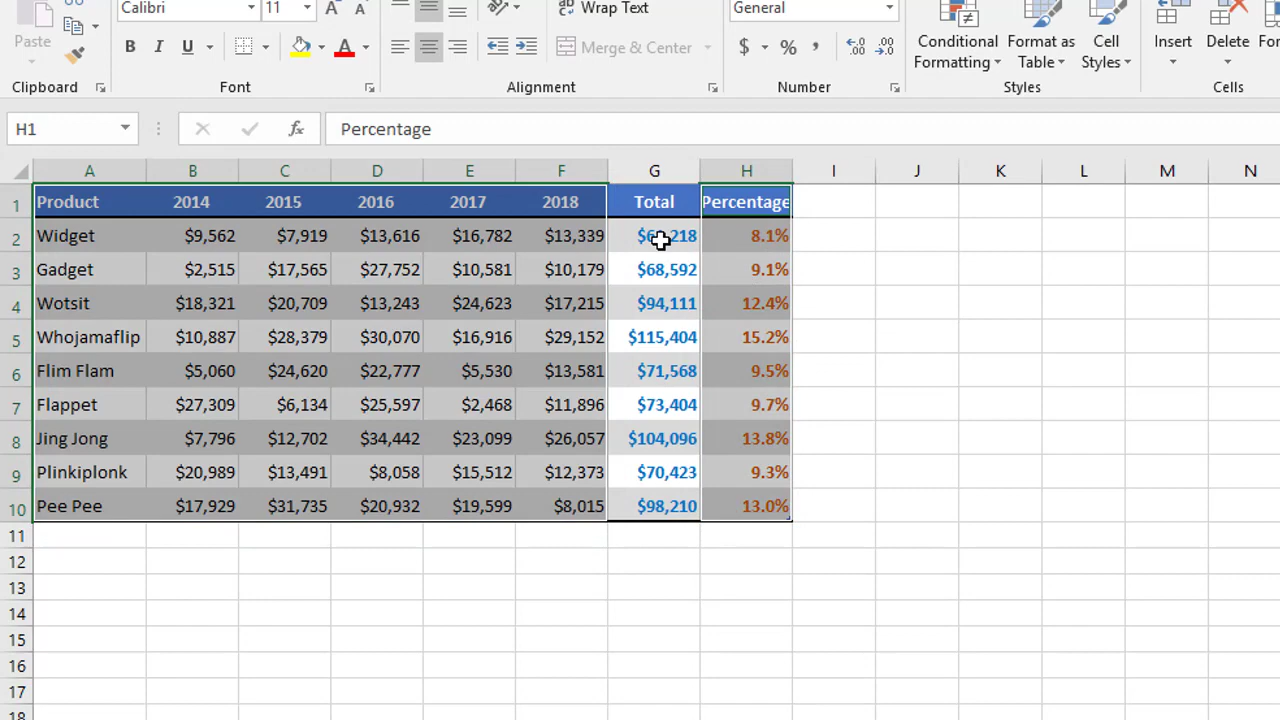 Calibri 11 Wrap Text General
Paste B I U A Merge & Center $ % , Conditional Formatting Format as Table Cell Styles Insert Delete
Clipboard Font Alignment Number Styles Cells
H1 fx Percentage
A B C D E F G H I J K L M N
1 Product 2014 2015 2016 2017 2018 Total Percentage
2 Widget $9,562 $7,919 $13,616 $16,782 $13,339 8.1%
3 Gadget $2,515 $17,565 $27,752 $10,581 $10,179 $68,592 9.1%
4 Wotsit $18,321 $20,709 $13,243 $24,623 $17,215 $94,111 12.4%
5 Whojamaflip $10,887 $28,379 $30,070 $16,916 $29,152 $115,404 15.2%
6 Flim Flam $5,060 $24,620 $22,777 $5,530 $13,581 $71,568 9.5%
7 Flappet $27,309 $6,134 $25,597 $2,468 $11,896 $73,404 9.7%
8 Jing Jong $7,796 $12,702 $34,442 $23,099 $26,057 $104,096 13.8%
9 Plinkiplonk $20,989 $13,491 $8,058 $15,512 $12,373 $70,423 9.3%
10 Pee Pee $17,929 $31,735 $20,932 $19,599 $8,015 $98,210 13.0%
11
12
13
14
15
16
17
18